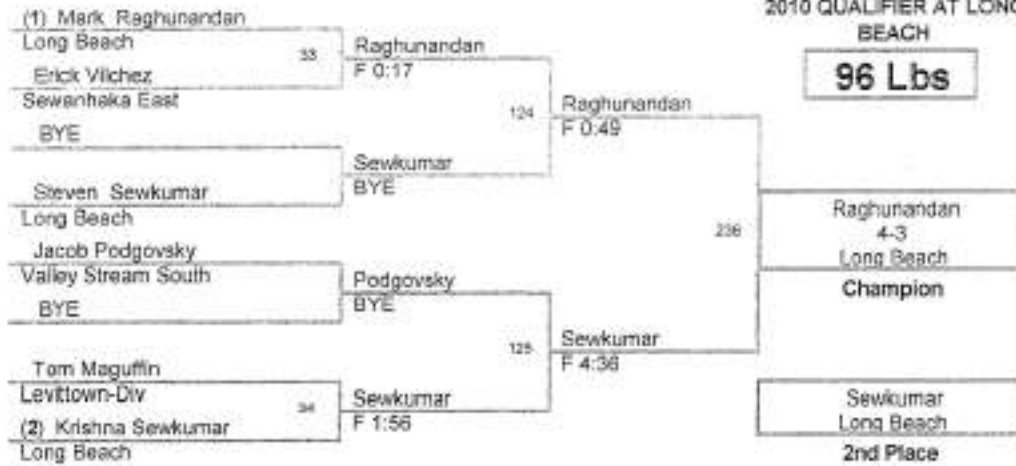 2010 QUALIFIER AT LONG
BEACH
96 Lbs
(1) Mark Raghunandan
Long Beach
33
Erick Vilchez
Sewanhaka East
Raghunandan
F 0:17
BYE
Steven Sewkumar
Long Beach
Sewkumar
BYE
124
Raghunandan
F 0:49
Jacob Podgovsky
Valley Stream South
BYE
Podgovsky
BYE
Tom Maguffin
Levittown-Div
34
(2) Krishna Sewkumar
Long Beach
Sewkumar
F 1:56
125
Sewkumar
F 4:36
236
Raghunandan
4-3
Long Beach
Champion
Sewkumar
Long Beach
2nd Place